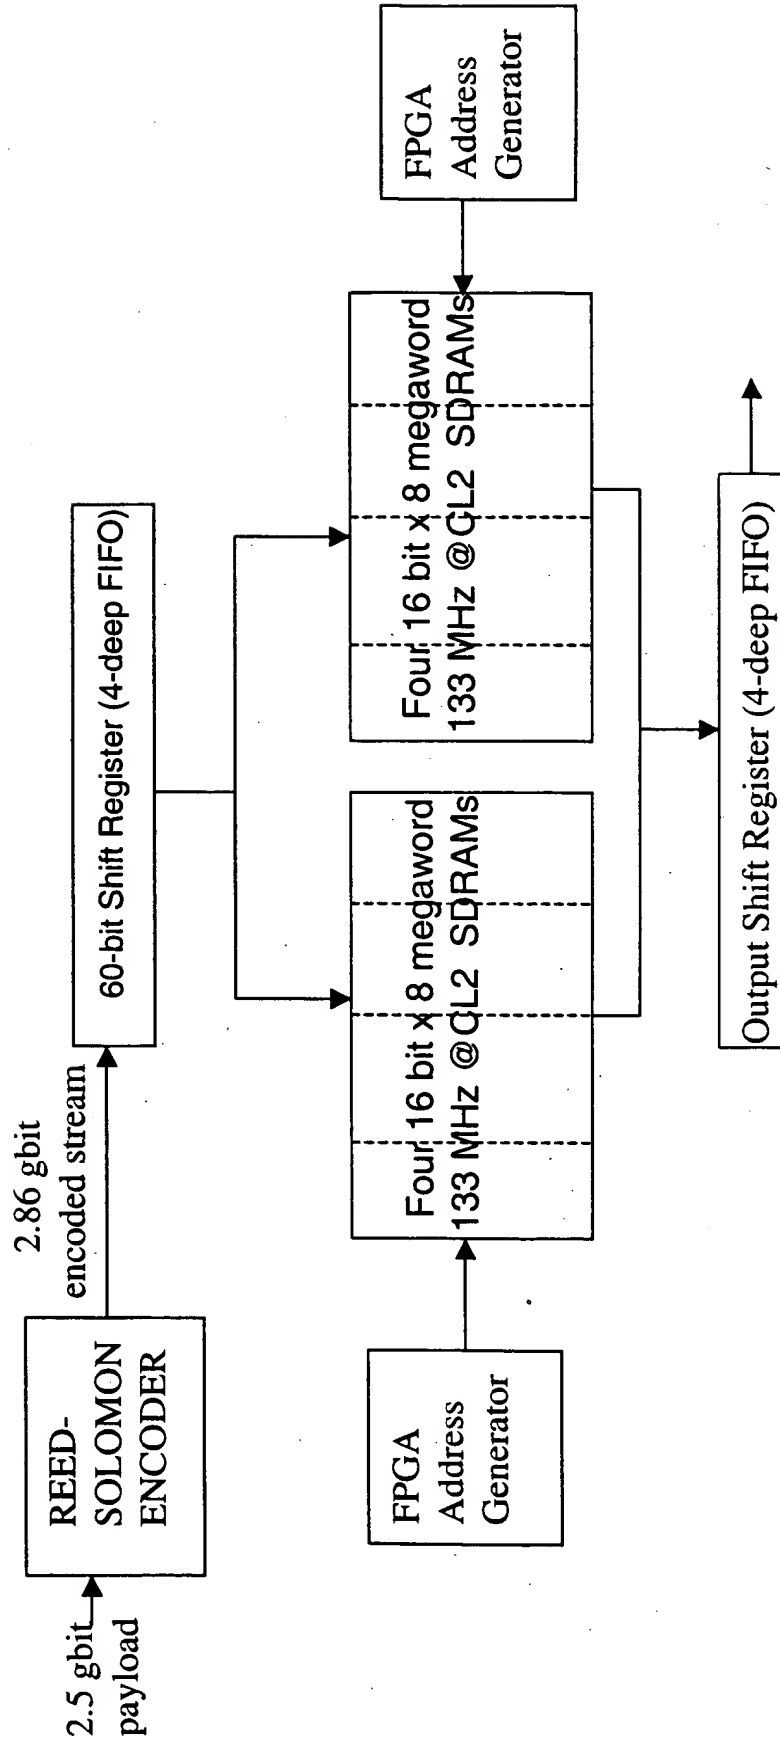 2.5 gbit
payload
REED-
SOLOMON
ENCODER
2.86 gbit
encoded stream
60-bit Shift Register (4-deep FIFO)
FPGA
Address
Generator
Four 16 bit x 8 megaword
133 MHz @CL2 SDRAMs
Four 16 bit x 8 megaword
133 MHz @CL2 SDRAMs
FPGA
Address
Generator
Output Shift Register (4-deep FIFO)